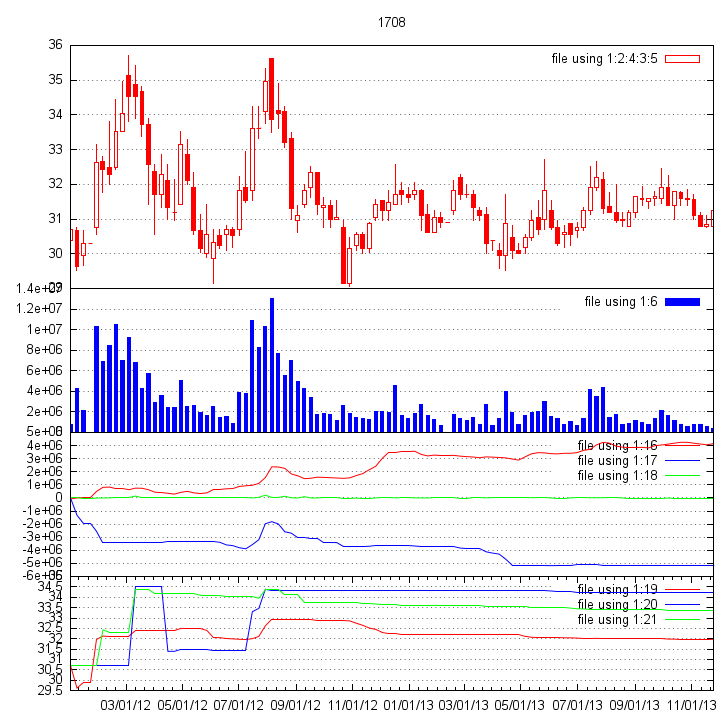 1708
36
file using 1:2:4:3:5
35
34
33
32
31
30
29
1.4e+07
file using 1:6
1.2e+07
1e+07
8e+06
6e+06
4e+06
2e+06
0
5e+06
file using 1:16
4e+06
file using 1:17
3e+06
file using 1:18
2e+06
1e+06
0
-1e+06
-2e+06
-3e+06
-4e+06
-5e+06
-6e+06
35
file using 1:19
34.5
34
file using 1:20
33.5
33
file using 1:21
32.5
32
31.5
31
30.5
30
29.5
03/01/12 05/01/12 07/01/12 09/01/12 11/01/12 01/01/13 03/01/13 05/01/13 07/01/13 09/01/13 11/01/13